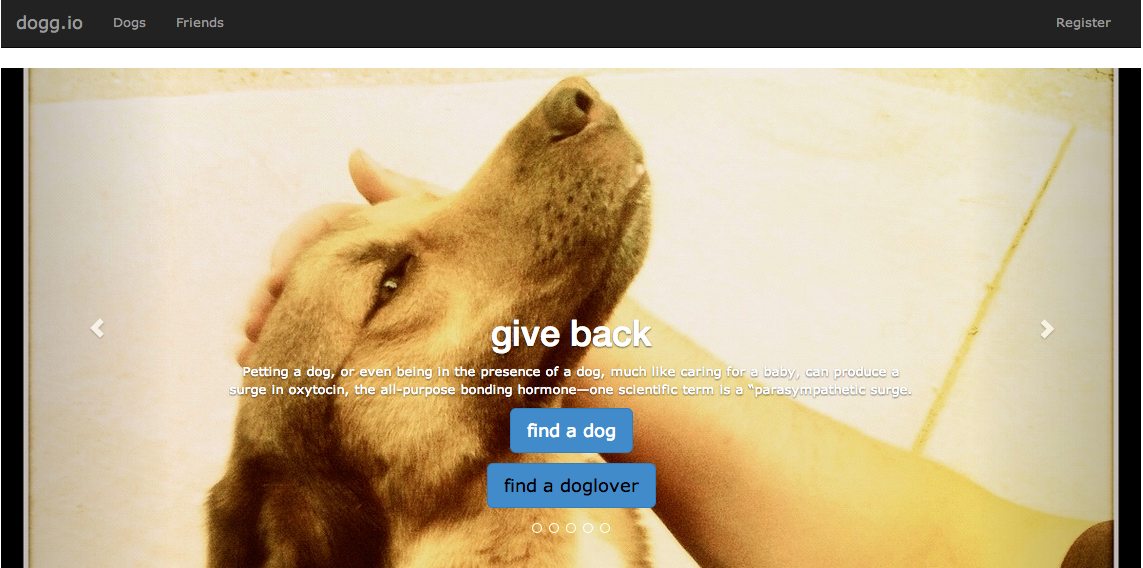 dogg.io Dogs Friends Register
give back
Petting a dog, or even being in the presence of a dog, much like caring for a baby, can produce a
surge in oxytocin, the all-purpose bonding hormone—one scientific term is a “parasympathetic surge.
find a dog
find a doglover